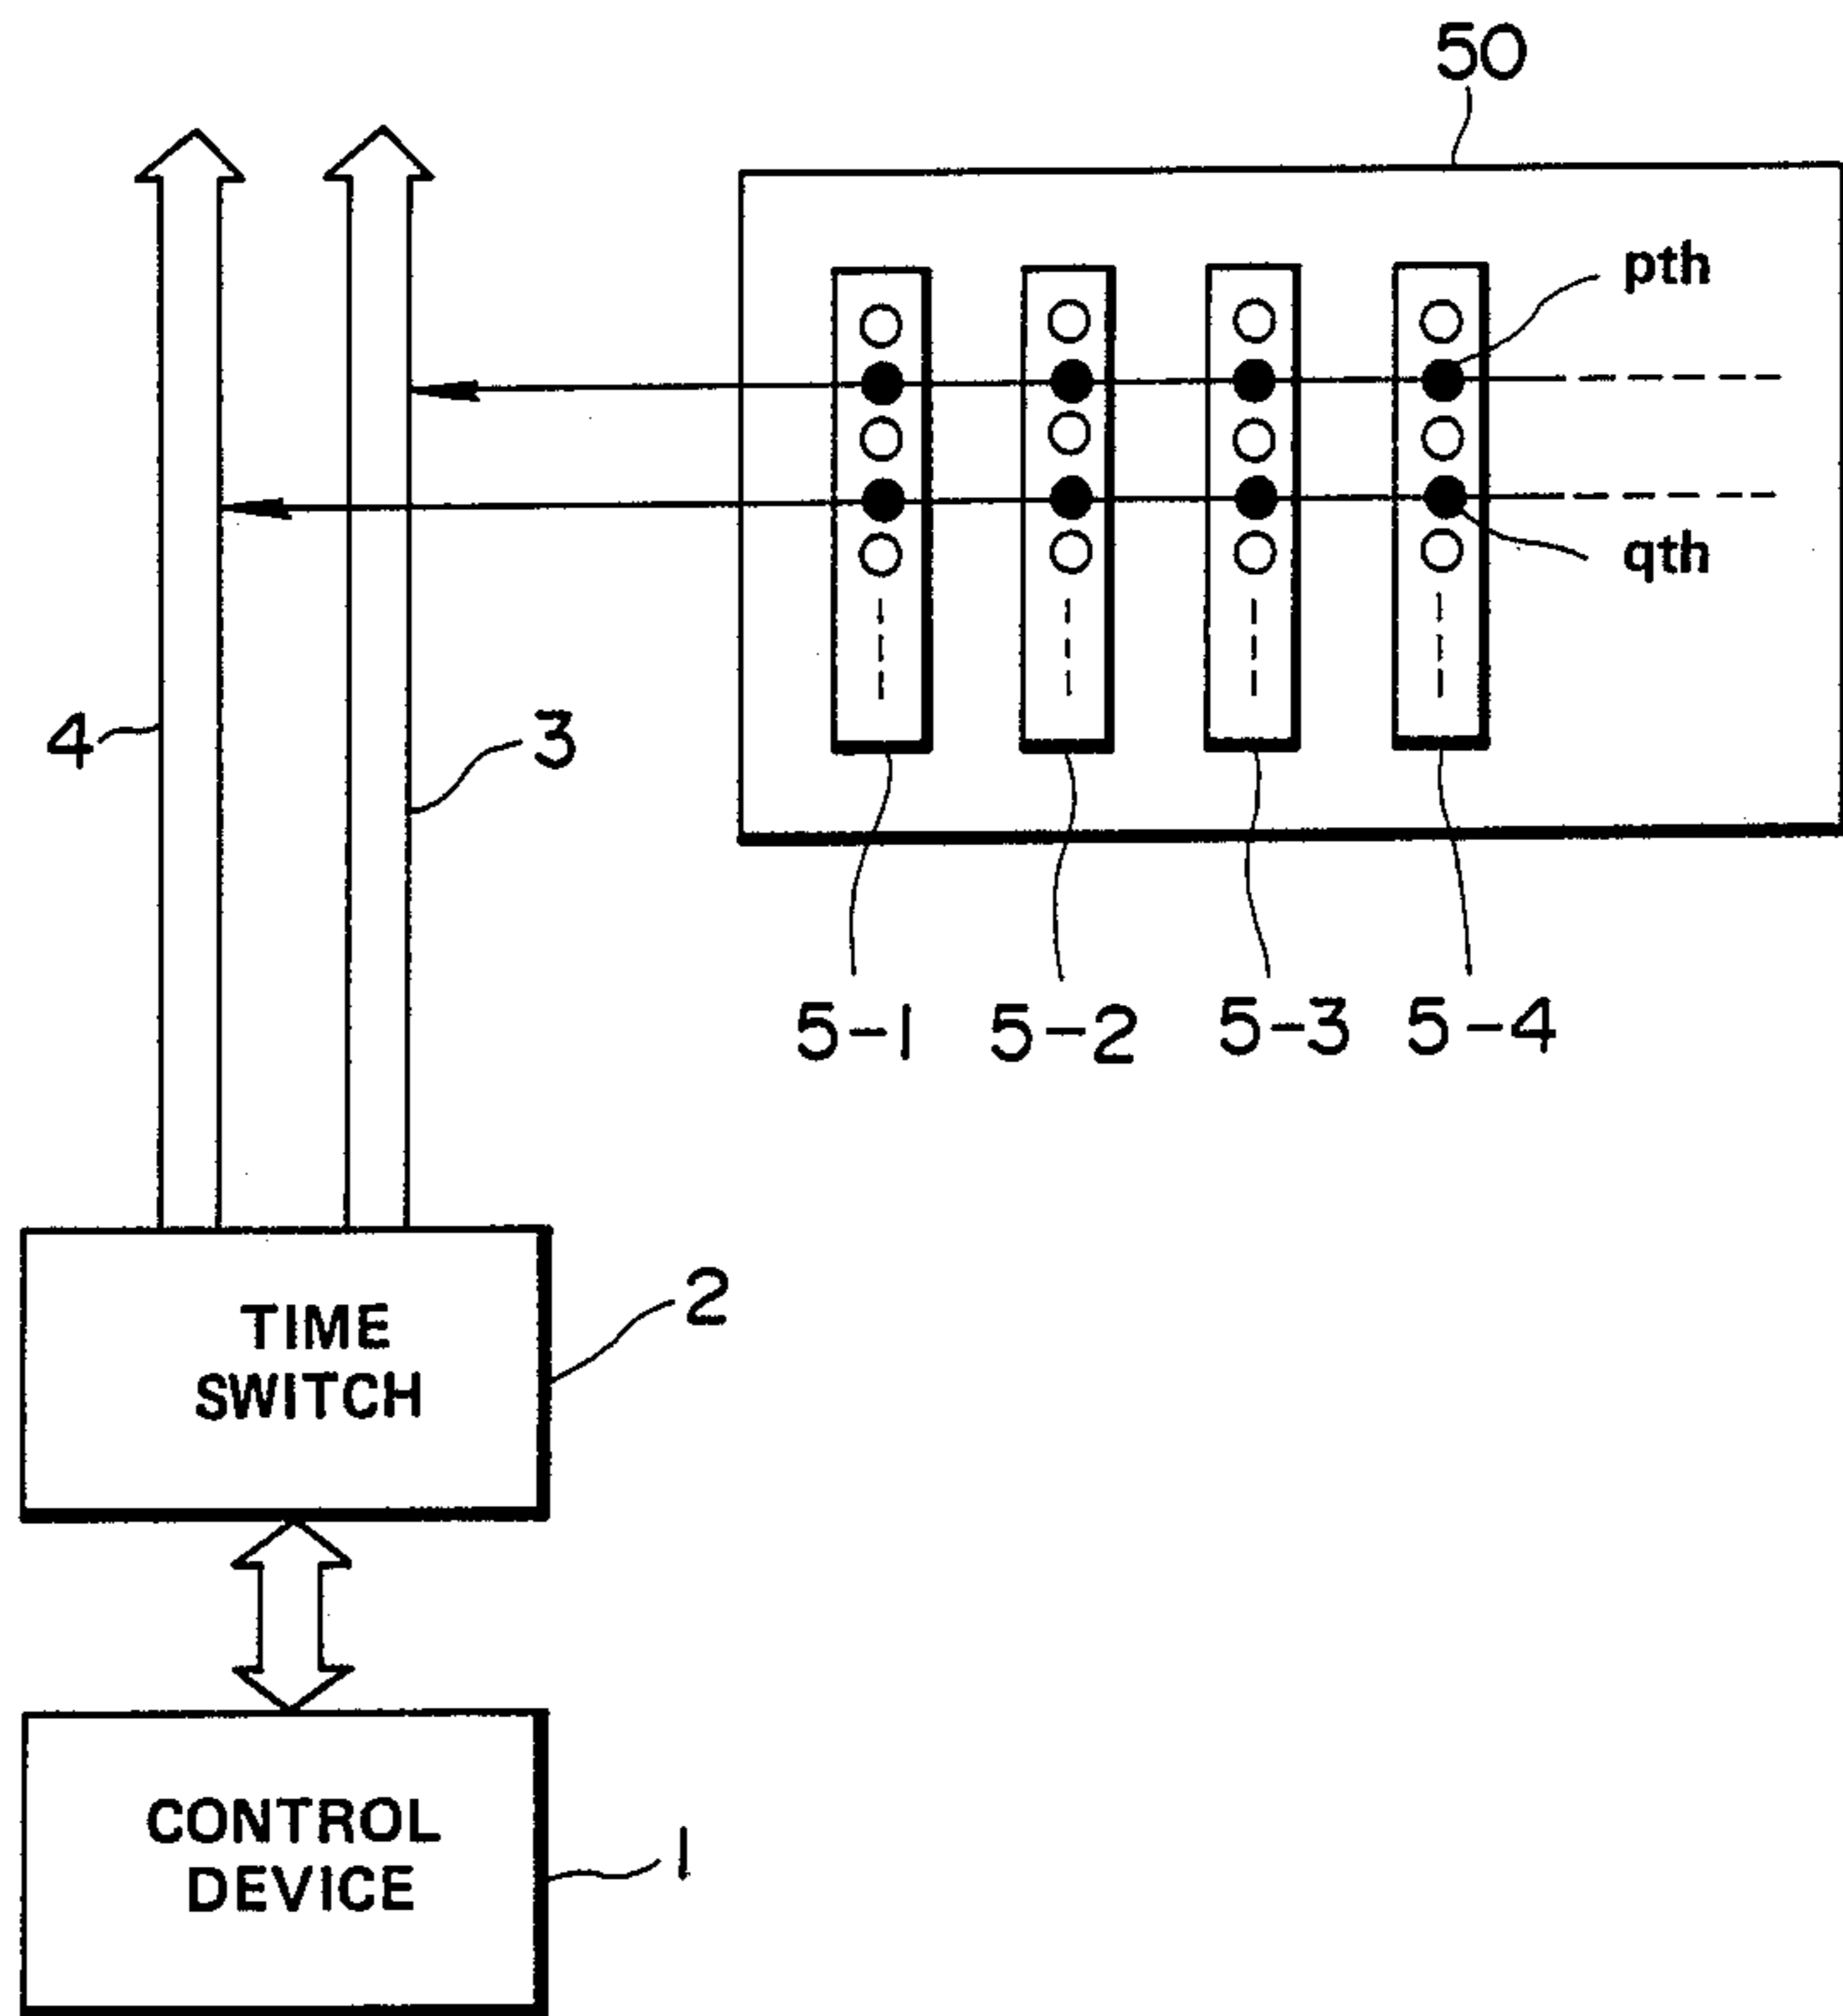 50
pth
qth
4
3
5-1
5-2
5-3
5-4
TIME
SWITCH
2
CONTROL
DEVICE
1